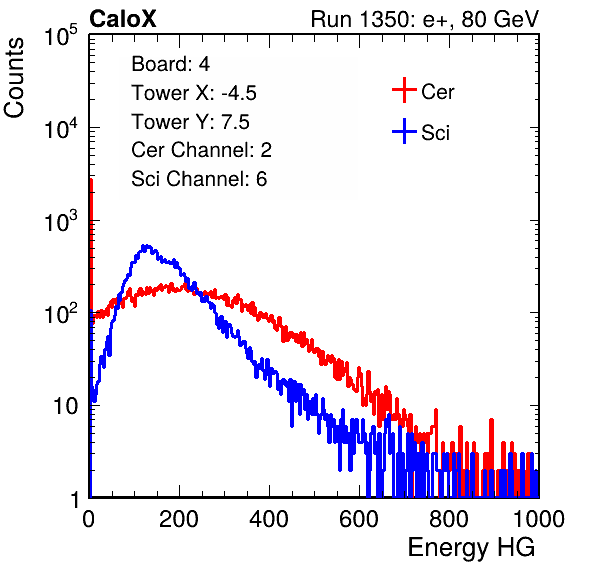 CaloX Run 1350: e+, 80 GeV
Counts
Board: 4
Tower X: -4.5
Tower Y: 7.5
Cer Channel: 2
Sci Channel: 6
Cer
Sci
10^5
10^4
10^3
10^2
10
1
0 200 400 600 800 1000
Energy HG